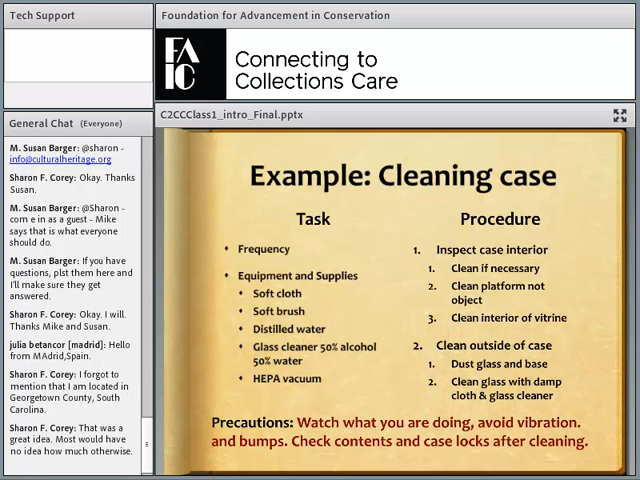 Tech Support
Foundation for Advancement in Conservation
FAIC
Connecting to
Collections Care
General Chat (Everyone)
M. Susan Barger: @sharon -
info@culturalheritage.org
Sharon F. Corey: Okay. Thanks
Susan.
M. Susan Barger: @Sharon -
com e in as a guest - Mike
says that is what everyone
should do.
M. Susan Barger: If you have
questions, plst them here and
I'll make sure they get
answered.
Sharon F. Corey: Okay. I will.
Thanks Mike and Susan.
julia betancor [madrid]: Hello
from MAdrid,Spain.
Sharon F. Corey: I forgot to
mention that I am located in
Georgetown County, South
Carolina.
Sharon F. Corey: That was a
great idea. Most would have
no idea how much otherwise.
C2CCClass1_intro_Final.pptx
Example: Cleaning case
Task
Frequency
Equipment and Supplies
Soft cloth
Soft brush
Distilled water
Glass cleaner 50% alcohol
50% water
HEPA vacuum
Procedure
1. Inspect case interior
1. Clean if necessary
2. Clean platform not
object
3. Clean interior of vitrine
2. Clean outside of case
1. Dust glass and base
2. Clean glass with damp
cloth & glass cleaner
Precautions: Watch what you are doing, avoid vibration.
and bumps. Check contents and case locks after cleaning.